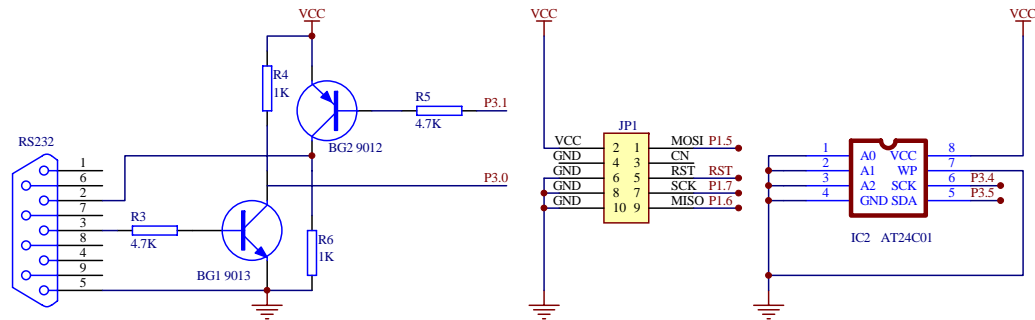 VCC
R4
1K
R5
4.7K
P3.1
BG2 9012
RS232
1
6
2
7
3
8
4
9
5
R3
4.7K
P3.0
BG1 9013
R6
1K
VCC
JP1
VCC 2 1 MOSI P1.5
GND 4 3 CN
GND 6 5 RST RST
GND 8 7 SCK P1.7
GND 10 9 MISO P1.6
VCC
1 A0 VCC 8
2 A1 WP 7
3 A2 SCK 6 P3.4
4 GND SDA 5 P3.5
IC2 AT24C01